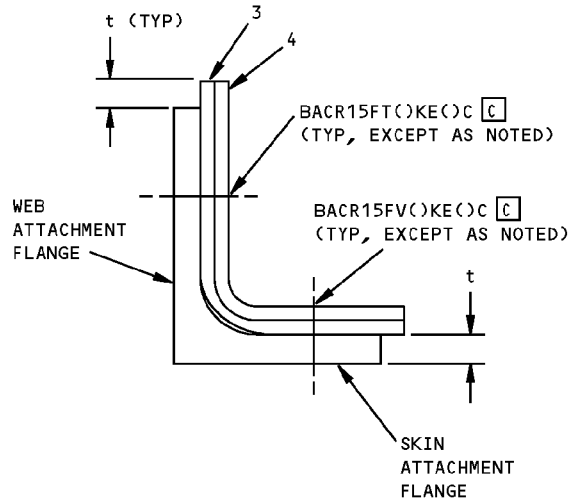 t (TYP)
3
4
BACR15FT()KE()C C
(TYP, EXCEPT AS NOTED)
WEB
ATTACHMENT
FLANGE
BACR15FV()KE()C C
(TYP, EXCEPT AS NOTED)
t
SKIN
ATTACHMENT
FLANGE